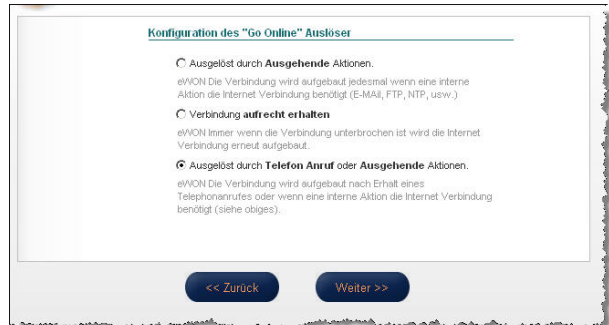 Konfiguration des "Go Online" Auslöser
Ausgelöst durch Ausgehende Aktionen.
eWON Die Verbindung wird aufgebaut jedesmal wenn eine interne
Aktion die Internet Verbindung benötigt (E-MAil, FTP, NTP, usw.)
Verbindung aufrecht erhalten
eWON Immer wenn die Verbindung unterbrochen ist wird die Internet
Verbindung erneut aufgebaut.
Ausgelöst durch Telefon Anruf oder Ausgehende Aktionen.
eWON Die Verbindung wird aufgebaut nach Erhalt eines
Telephonanrufes oder wenn eine interne Aktion die Internet Verbindung
benötigt (siehe obiges).
<< Zurück
Weiter >>